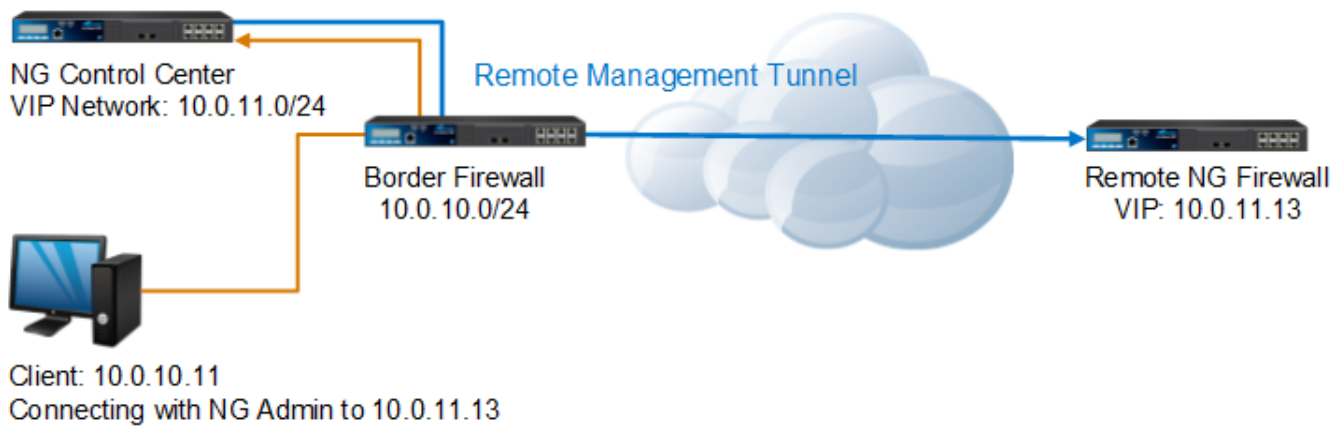 NG Control Center
VIP Network: 10.0.11.0/24
Remote Management Tunnel
Border Firewall
10.0.10.0/24
Remote NG Firewall
VIP: 10.0.11.13
Client: 10.0.10.11
Connecting with NG Admin to 10.0.11.13